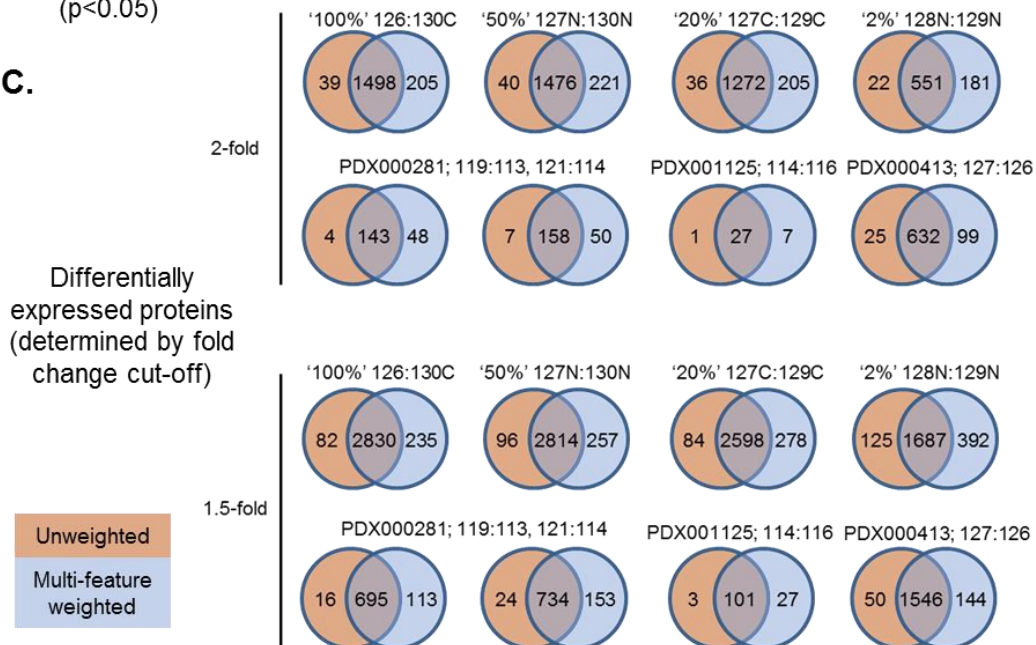 (p<0.05)
C.
2-fold
‘100%’ 126:130C ‘50%’ 127N:130N ‘20%’ 127C:129C ‘2%’ 128N:129N
39 1498 205 40 1476 221 36 1272 205 22 551 181
PDX000281; 119:113, 121:114 PDX001125; 114:116 PDX000413; 127:126
4 143 48 7 158 50 1 27 7 25 632 99
Differentially
expressed proteins
(determined by fold
change cut-off)
1.5-fold
‘100%’ 126:130C ‘50%’ 127N:130N ‘20%’ 127C:129C ‘2%’ 128N:129N
82 2830 235 96 2814 257 84 2598 278 125 1687 392
PDX000281; 119:113, 121:114 PDX001125; 114:116 PDX000413; 127:126
16 695 113 24 734 153 3 101 27 50 1546 144
Unweighted
Multi-feature
weighted